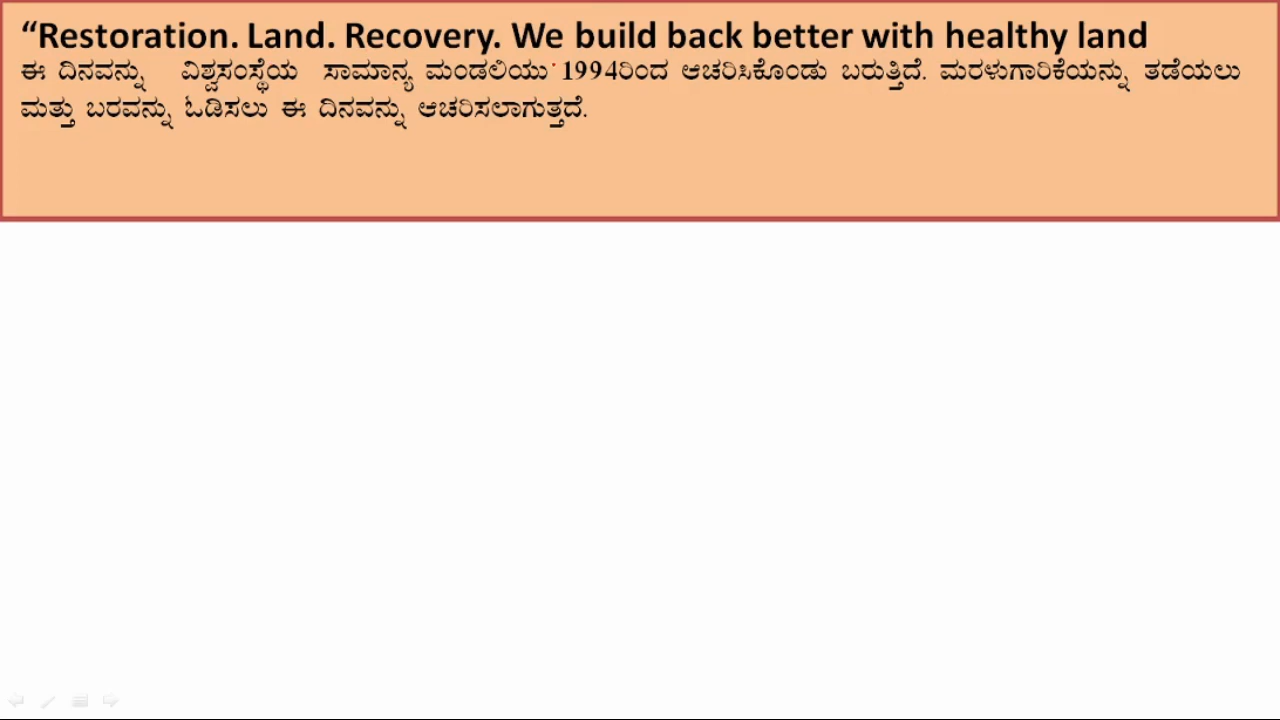 “Restoration. Land. Recovery. We build back better with healthy land
ಈ ದಿನವನ್ನು ವಿಶ್ವಸಂಸ್ಥೆಯ ಸಾಮಾನ್ಯ ಮಂಡಲಿಯು 1994ರಿಂದ ಆಚರಿಸಿಕೊಂಡು ಬರುತ್ತಿದೆ. ಮರಳುಗಾರಿಕೆಯನ್ನು ತಡೆಯಲು
ಮತ್ತು ಬರವನ್ನು ಓಡಿಸಲು ಈ ದಿನವನ್ನು ಆಚರಿಸಲಾಗುತ್ತದೆ.